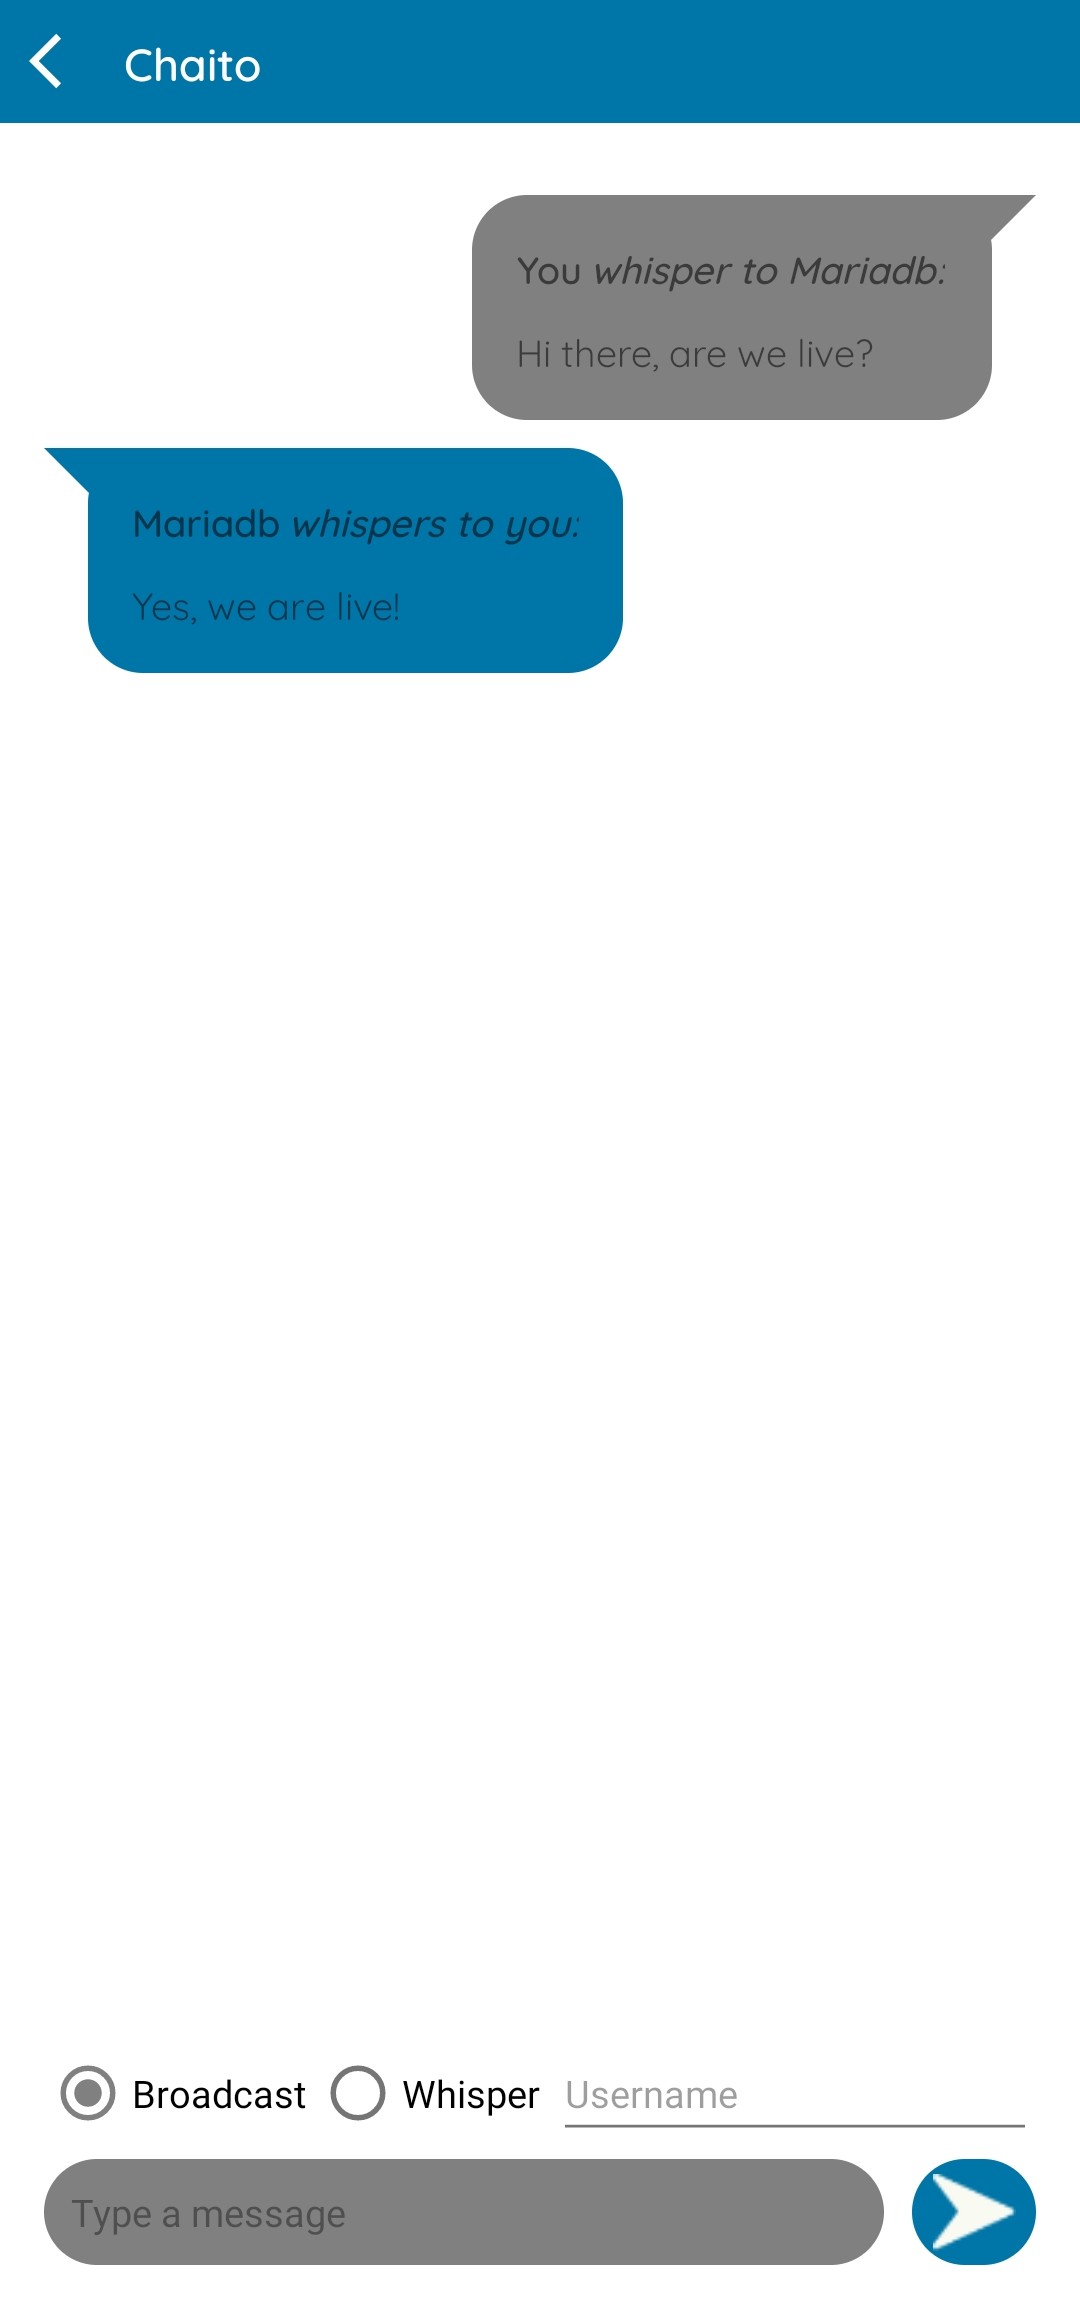 Chaito
You whisper to Mariadb:
Hi there, are we live?
Mariadb whispers to you:
Yes, we are live!
Broadcast Whisper Username
Type a message